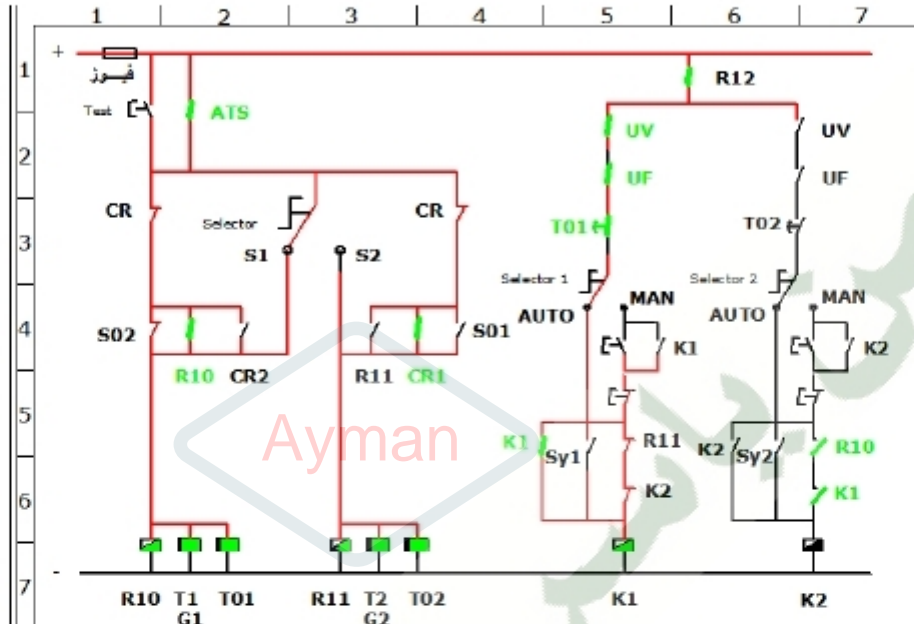 1 2 3 4 5 6 7
+
1
فيوز
R12
Test
ATS
UV
UV
2
UF
UF
CR
Selector
CR
T01
T02
3
S1
S2
Selector 1
Selector 2
MAN
MAN
AUTO
AUTO
4
S02
S01
K1
K2
R10
CR2
R11
CR1
Ayman
5
K1
Sy1
R11
K2
Sy2
R10
6
K2
K1
7
-
R10
T1
T01
R11
T2
T02
K1
K2
G1
G2